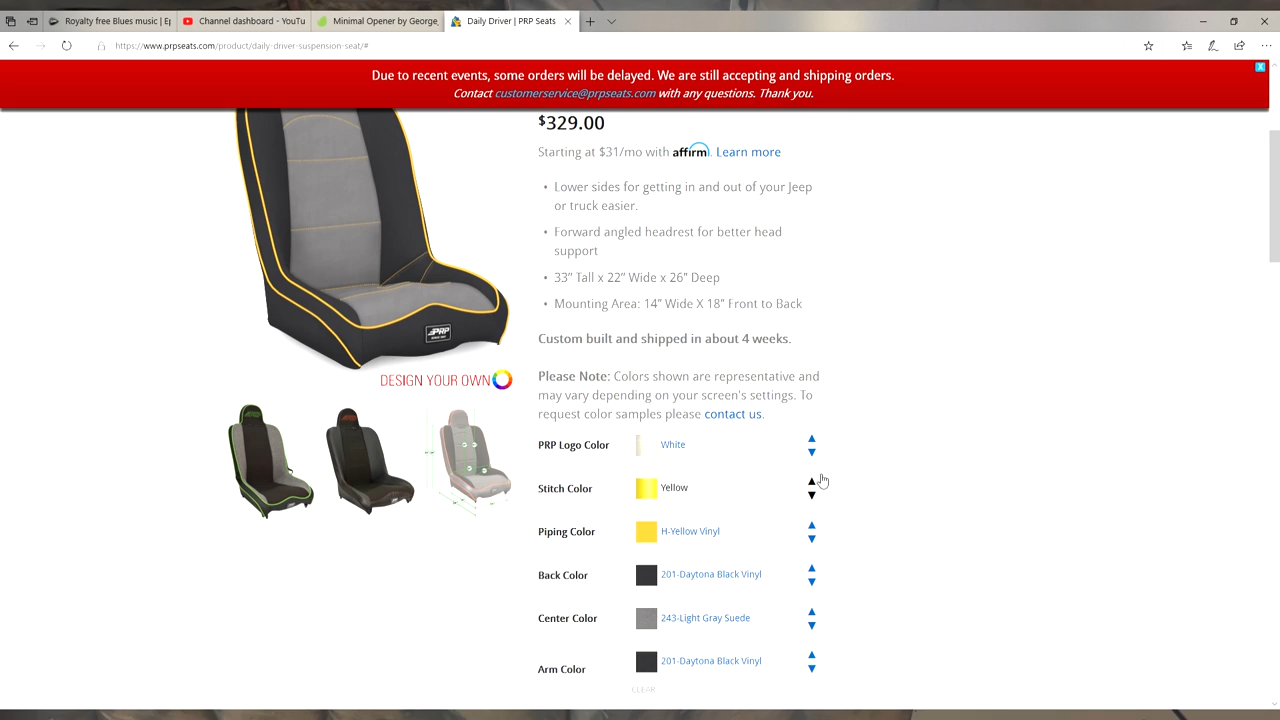 Royalty free Blues music | Ep
Channel dashboard - YouTu
Minimal Opener by George,
Daily Driver | PRP Seats
https://www.prpseats.com/product/daily-driver-suspension-seat/#
Due to recent events, some orders will be delayed. We are still accepting and shipping orders.
Contact customerservice@prpseats.com with any questions. Thank you.
X
$329.00
Starting at $31/mo with affirm. Learn more
• Lower sides for getting in and out of your Jeep
or truck easier.
• Forward angled headrest for better head
support
• 33" Tall x 22" Wide x 26" Deep
• Mounting Area: 14" Wide X 18" Front to Back
Custom built and shipped in about 4 weeks.
Please Note: Colors shown are representative and
may vary depending on your screen's settings. To
request color samples please contact us.
PRP
DESIGN YOUR OWN
PRP Logo Color White
Stitch Color Yellow
Piping Color H-Yellow Vinyl
Back Color 201-Daytona Black Vinyl
Center Color 243-Light Gray Suede
Arm Color 201-Daytona Black Vinyl
CLEAR